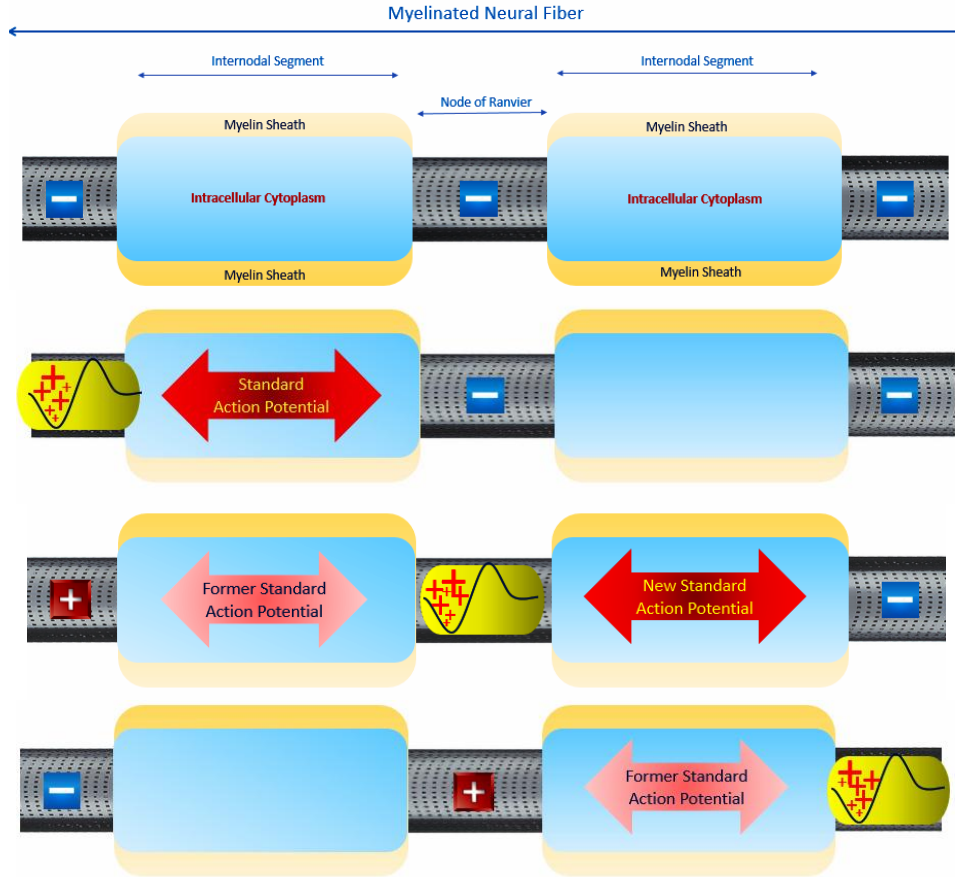 Myelinated Neural Fiber
Internodal Segment
Internodal Segment
Node of Ranvier
Myelin Sheath
Myelin Sheath
Intracellular Cytoplasm
Intracellular Cytoplasm
Myelin Sheath
Myelin Sheath
Standard
Action Potential
Former Standard
Action Potential
New Standard
Action Potential
Former Standard
Action Potential